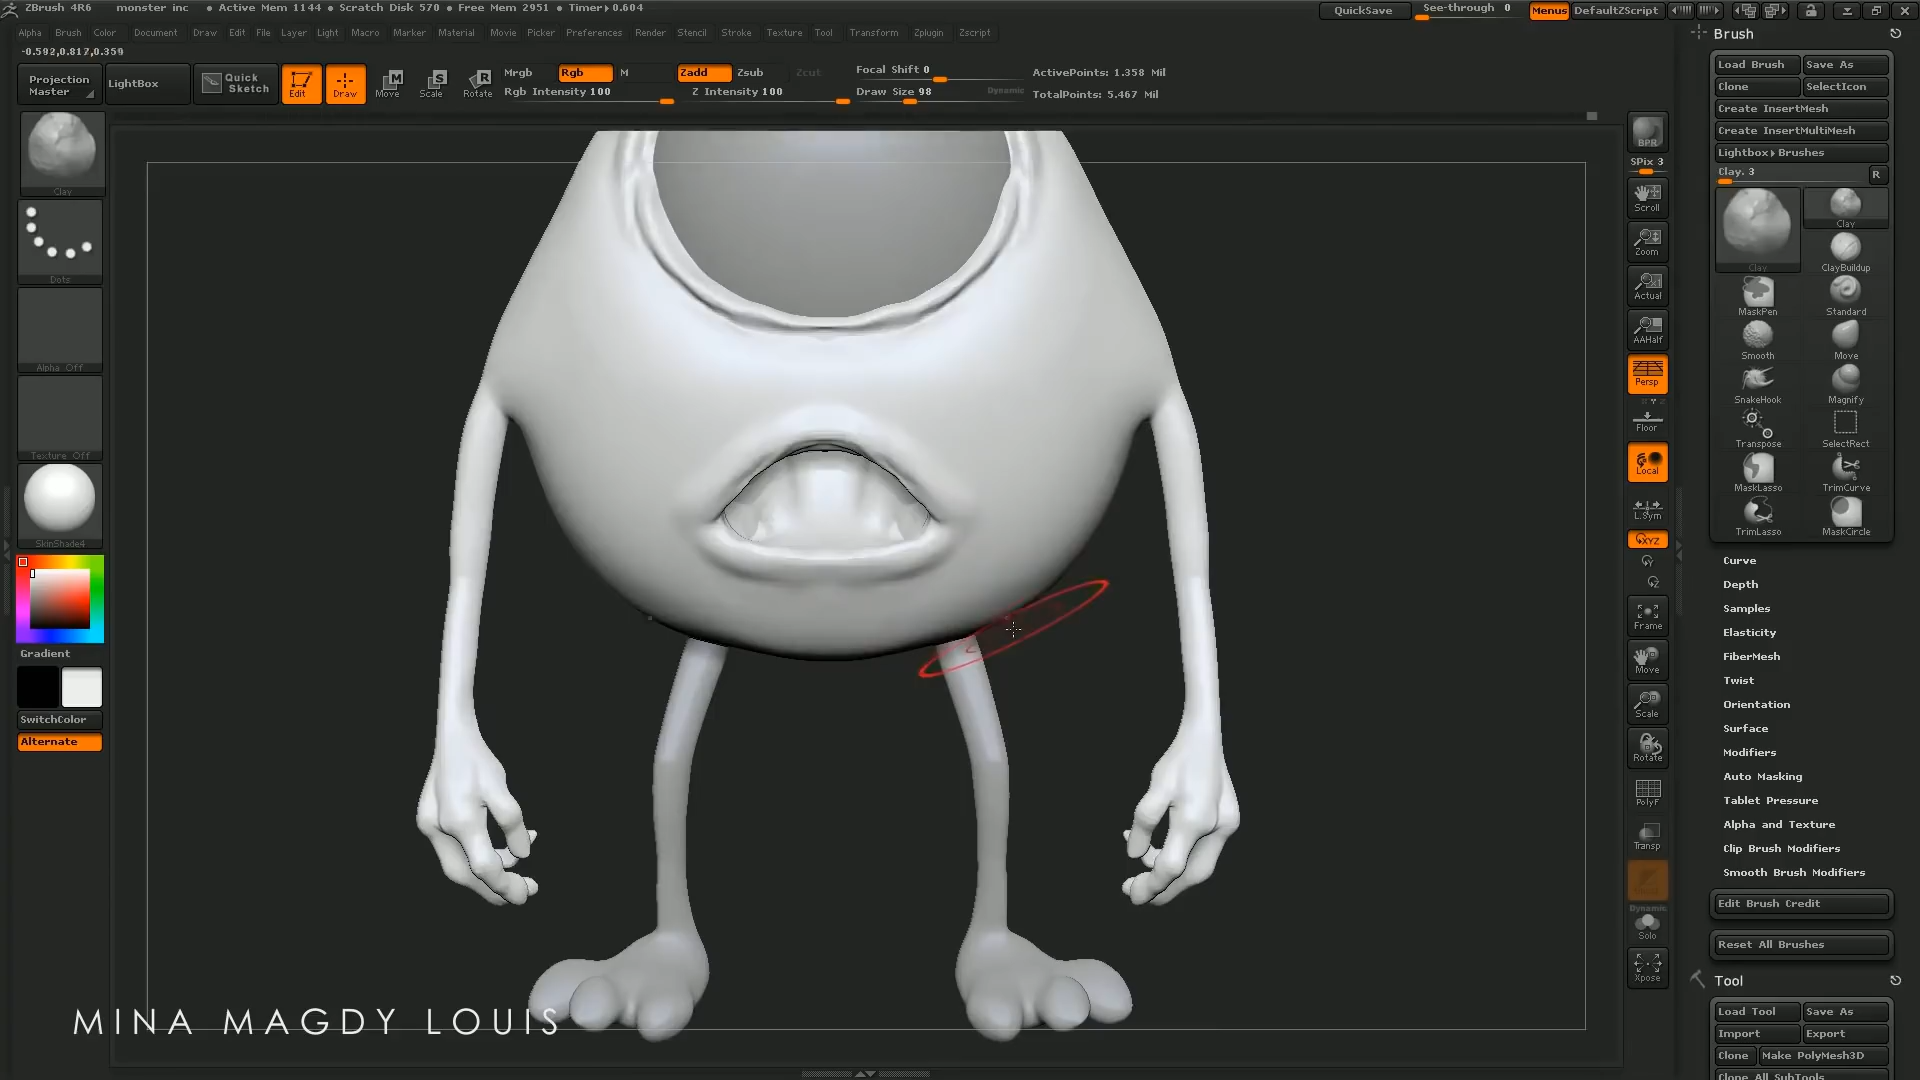 ZBrush 4R6 monster inc • Active Mem 1144 • Scratch Disk 570 • Free Mem 2951 • Timer▸0.604 QuickSave See-through 0 Menus DefaultZScript
Alpha Brush Color Document Draw Edit File Layer Light Macro Marker Material Movie Picker Preferences Render Stencil Stroke Texture Tool Transform Zplugin Zscript
-0.592,0.817,0.359
Projection Master
LightBox
Quick Sketch
Edit
Draw
Move
Scale
Rotate
Mrgb Rgb M
Rgb Intensity 100
Zadd Zsub Zcut
Z Intensity 100
Focal Shift 0
Draw Size 98 Dynamic
ActivePoints: 1.358 Mil
TotalPoints: 5.467 Mil
Clay
Dots
Alpha Off
Texture Off
SkinShade4
Gradient
SwitchColor
Alternate
MINA MAGDY LOUIS
BPR
SPix 3
Scroll
Zoom
Actual
AAHalf
Persp
Floor
Local
L.Sym
XYZ
Frame
Move
Scale
Rotate
PolyF
Transp
Dynamic
Solo
Xpose
Brush
Load Brush Save As
Clone SelectIcon
Create InsertMesh
Create InsertMultiMesh
Lightbox▸Brushes
Clay. 3 R
Clay Clay
ClayBuildup
MaskPen Standard
Smooth Move
SnakeHook Magnify
Transpose SelectRect
MaskLasso TrimCurve
TrimLasso MaskCircle
Curve
Depth
Samples
Elasticity
FiberMesh
Twist
Orientation
Surface
Modifiers
Auto Masking
Tablet Pressure
Alpha and Texture
Clip Brush Modifiers
Smooth Brush Modifiers
Edit Brush Credit
Reset All Brushes
Tool
Load Tool Save As
Import Export
Clone Make PolyMesh3D
Clone All SubTools